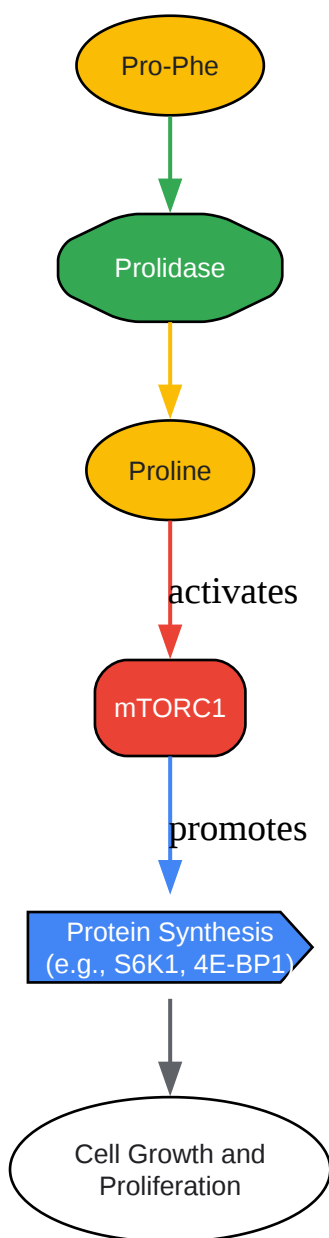 Pro-Phe
Prolidase
Proline
activates
mTORC1
promotes
Protein Synthesis
(e.g., S6K1, 4E-BP1)
Cell Growth and
Proliferation